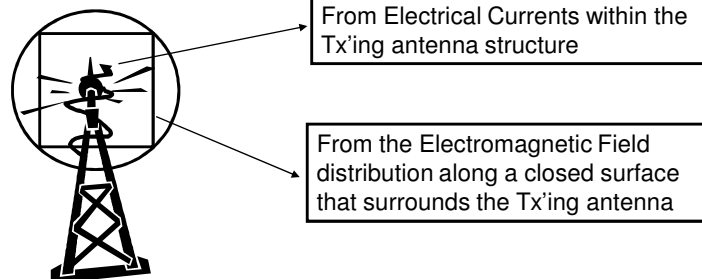 From Electrical Currents within the
Tx'ing antenna structure
From the Electromagnetic Field
distribution along a closed surface
that surrounds the Tx'ing antenna